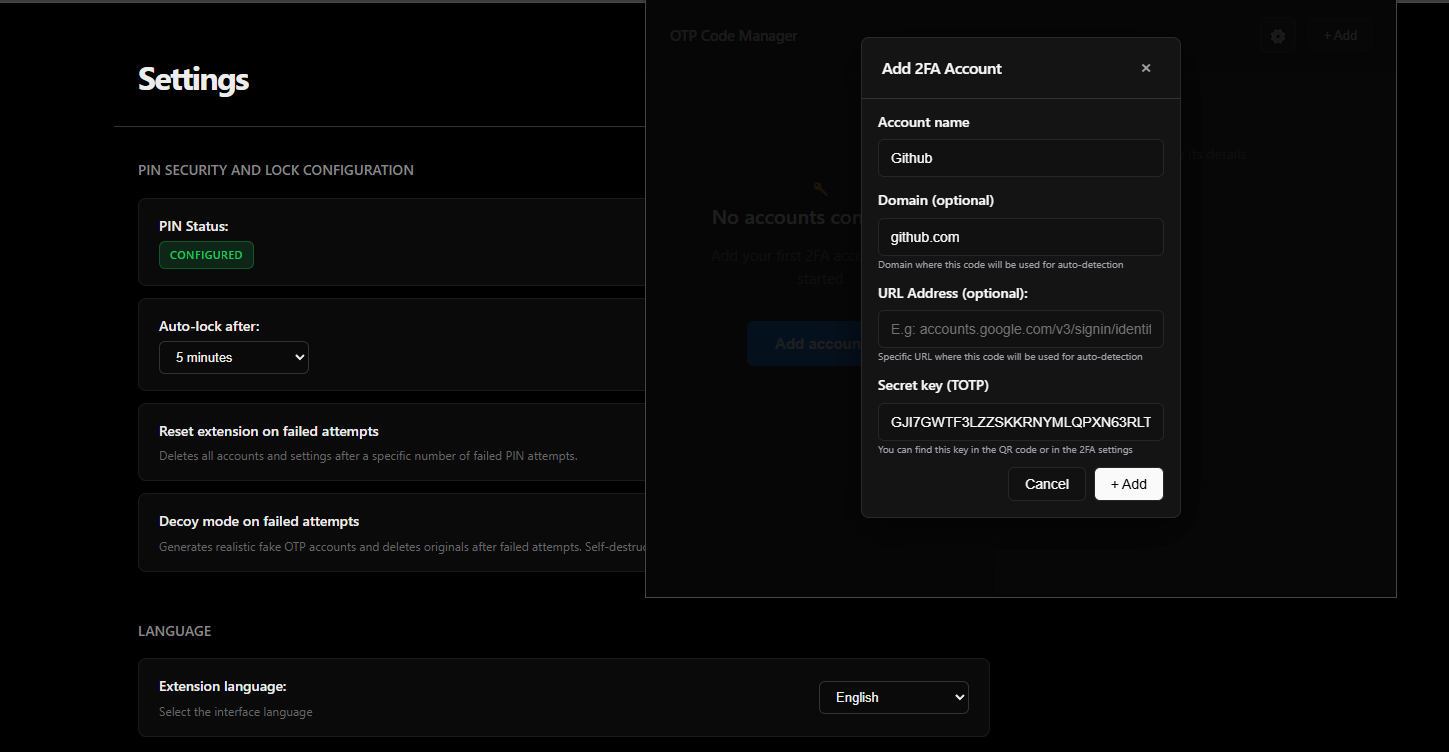 Settings
PIN SECURITY AND LOCK CONFIGURATION
PIN Status:
CONFIGURED
Auto-lock after:
5 minutes
Reset extension on failed attempts
Deletes all accounts and settings after a specific number of failed PIN attempts.
Decoy mode on failed attempts
Generates realistic fake OTP accounts and deletes originals after failed attempts. Self-destruc
LANGUAGE
Extension language:
Select the interface language
English
OTP Code Manager
+ Add
No accounts con
Add your first 2FA acco
started
Add accoun
its details
Add 2FA Account
×
Account name
Github
Domain (optional)
github.com
Domain where this code will be used for auto-detection
URL Address (optional):
E.g: accounts.google.com/v3/signin/identif
Specific URL where this code will be used for auto-detection
Secret key (TOTP)
GJI7GWTF3LZZSKKRNYMLQPXN63RLT
You can find this key in the QR code or in the 2FA settings
Cancel
+ Add